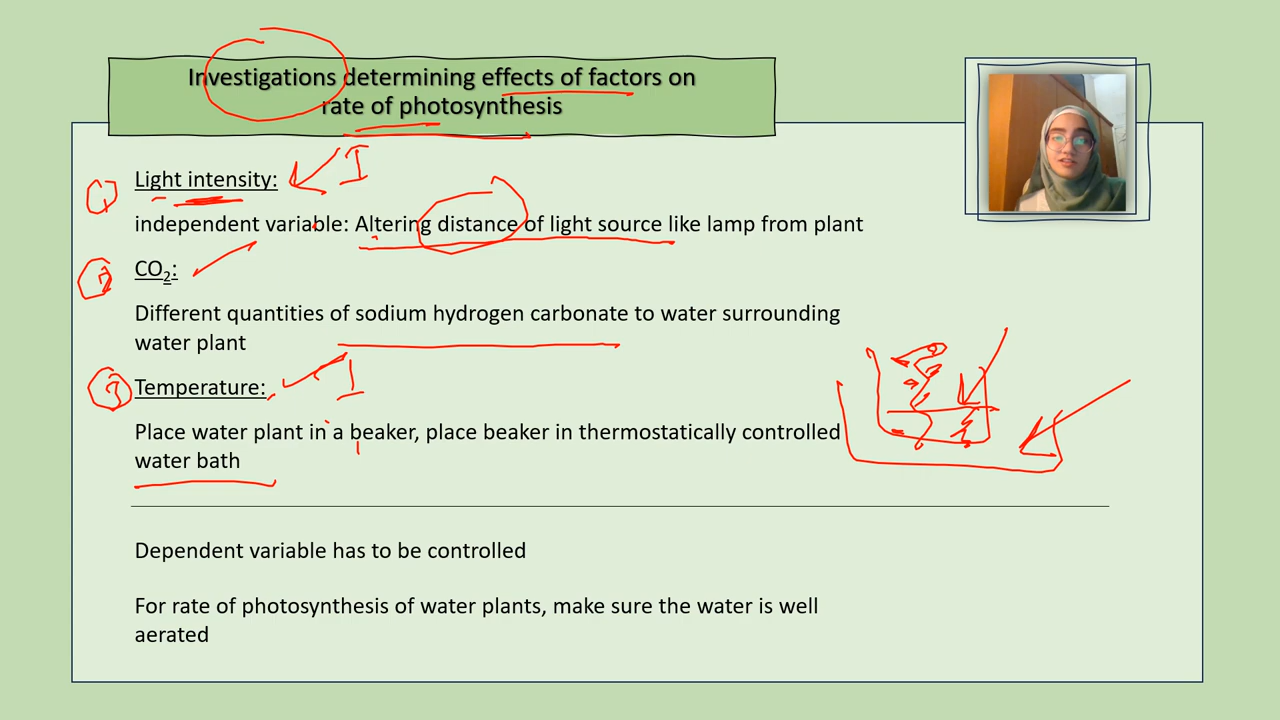 Investigations determining effects of factors on
rate of photosynthesis
I
1
Light intensity:
independent variable: Altering distance of light source like lamp from plant
2
CO₂:
Different quantities of sodium hydrogen carbonate to water surrounding
water plant
3
Temperature:
I
Place water plant in a beaker, place beaker in thermostatically controlled
water bath
Dependent variable has to be controlled
For rate of photosynthesis of water plants, make sure the water is well
aerated